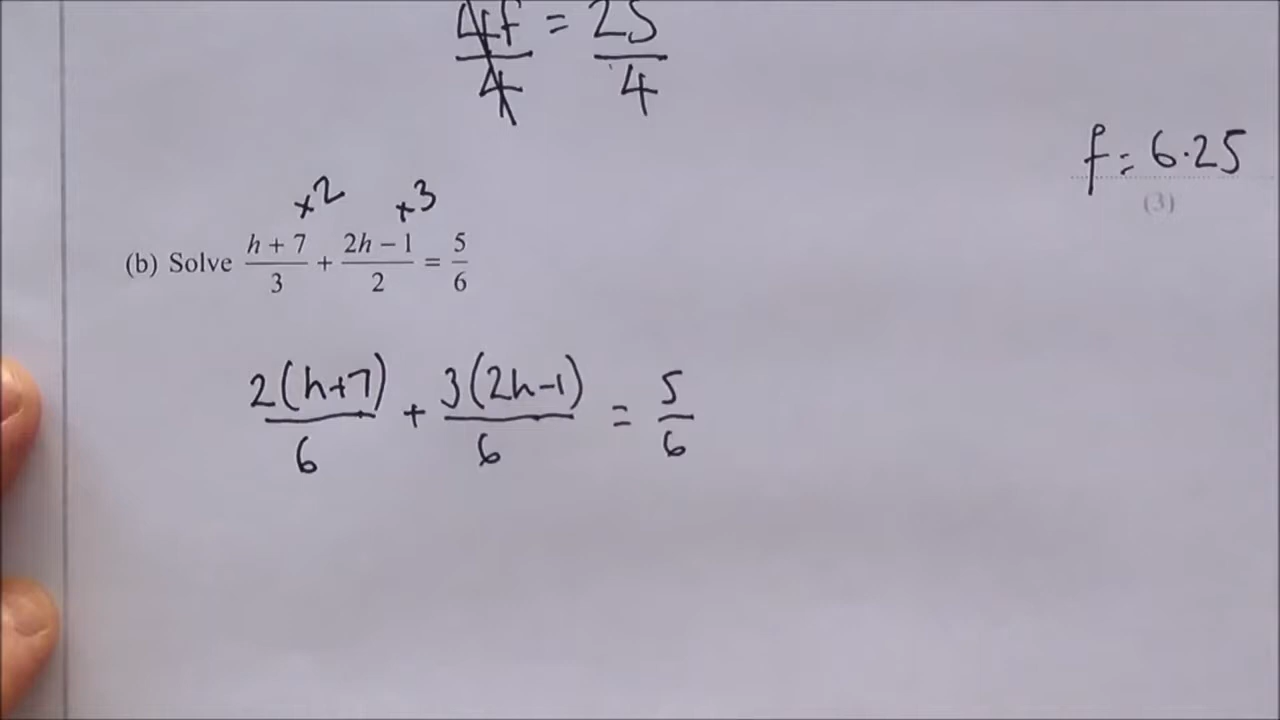 4f/4 = 25/4
f = 6.25
(3)
×2 ×3
(b) Solve (h + 7)/3 + (2h − 1)/2 = 5/6
2(h+7)/6 + 3(2h-1)/6 = 5/6